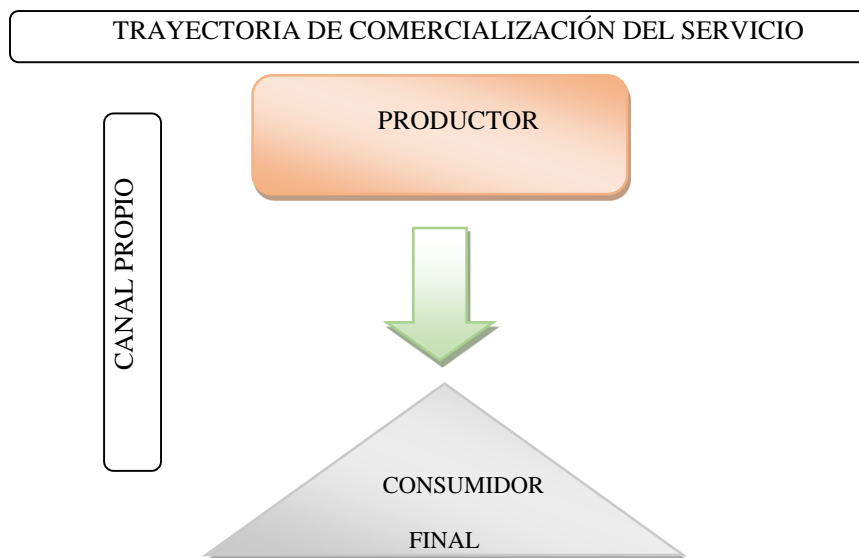 TRAYECTORIA DE COMERCIALIZACIÓN DEL SERVICIO
PRODUCTOR
CANAL PROPIO
CONSUMIDOR
FINAL